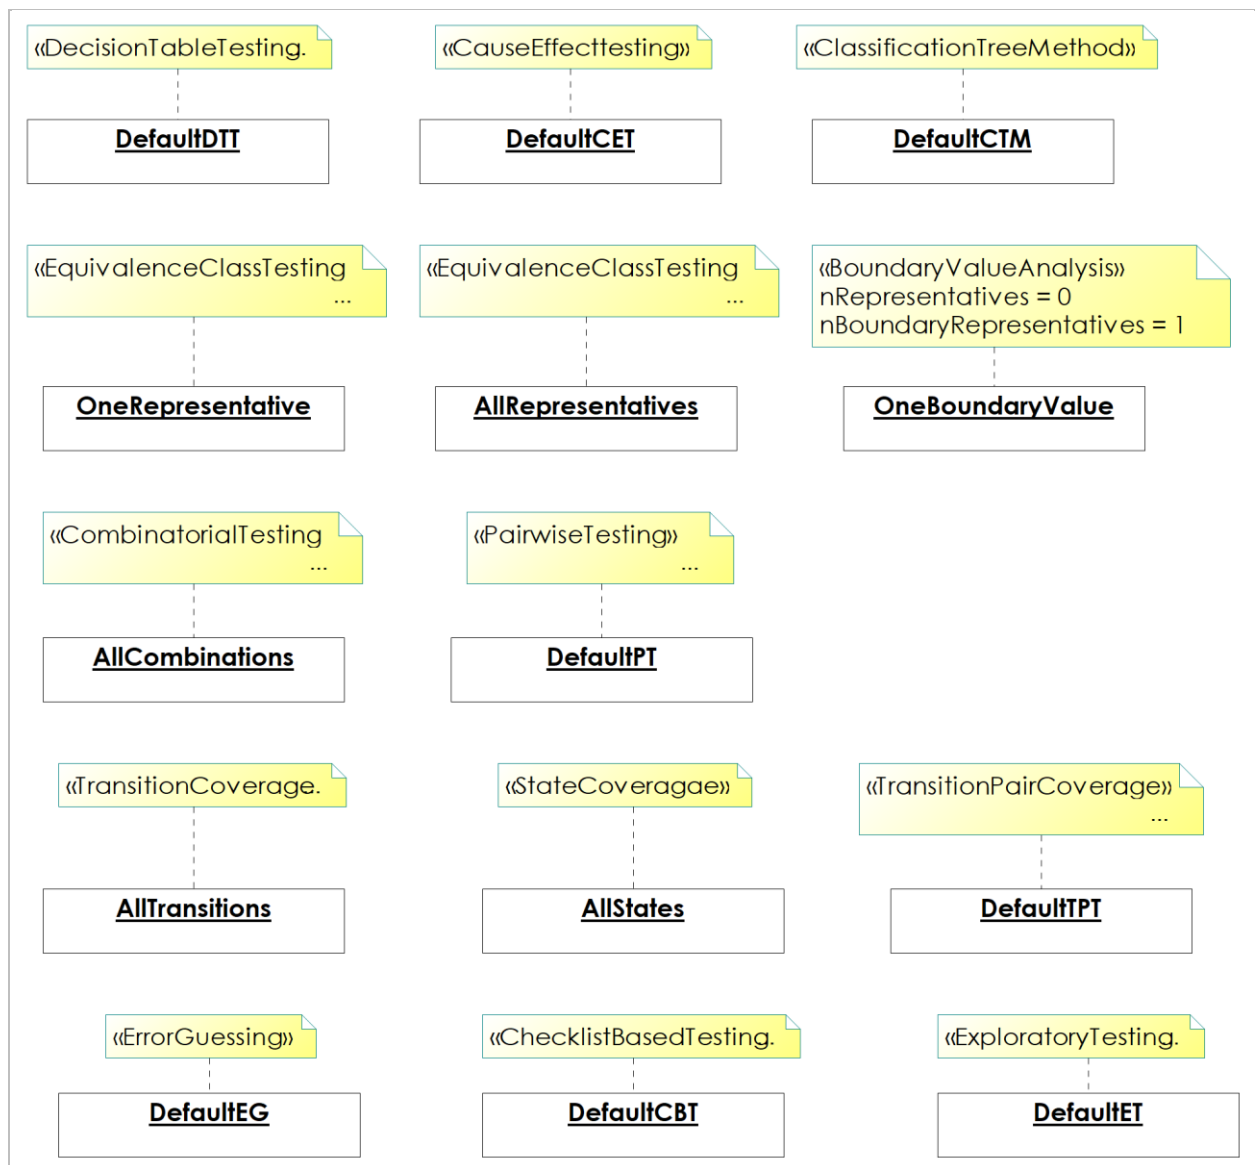 «DecisionTableTesting.
«CauseEffecttesting»
«ClassificationTreeMethod»
DefaultDTT
DefaultCET
DefaultCTM
«EquivalenceClassTesting
...
«EquivalenceClassTesting
...
«BoundaryValueAnalysis»
nRepresentatives = 0
nBoundaryRepresentatives = 1
OneRepresentative
AllRepresentatives
OneBoundaryValue
«CombinatorialTesting
...
«PairwiseTesting»
...
AllCombinations
DefaultPT
«TransitionCoverage.
«StateCoveragae»
«TransitionPairCoverage»
...
AllTransitions
AllStates
DefaultTPT
«ErrorGuessing»
«ChecklistBasedTesting.
«ExploratoryTesting.
DefaultEG
DefaultCBT
DefaultET